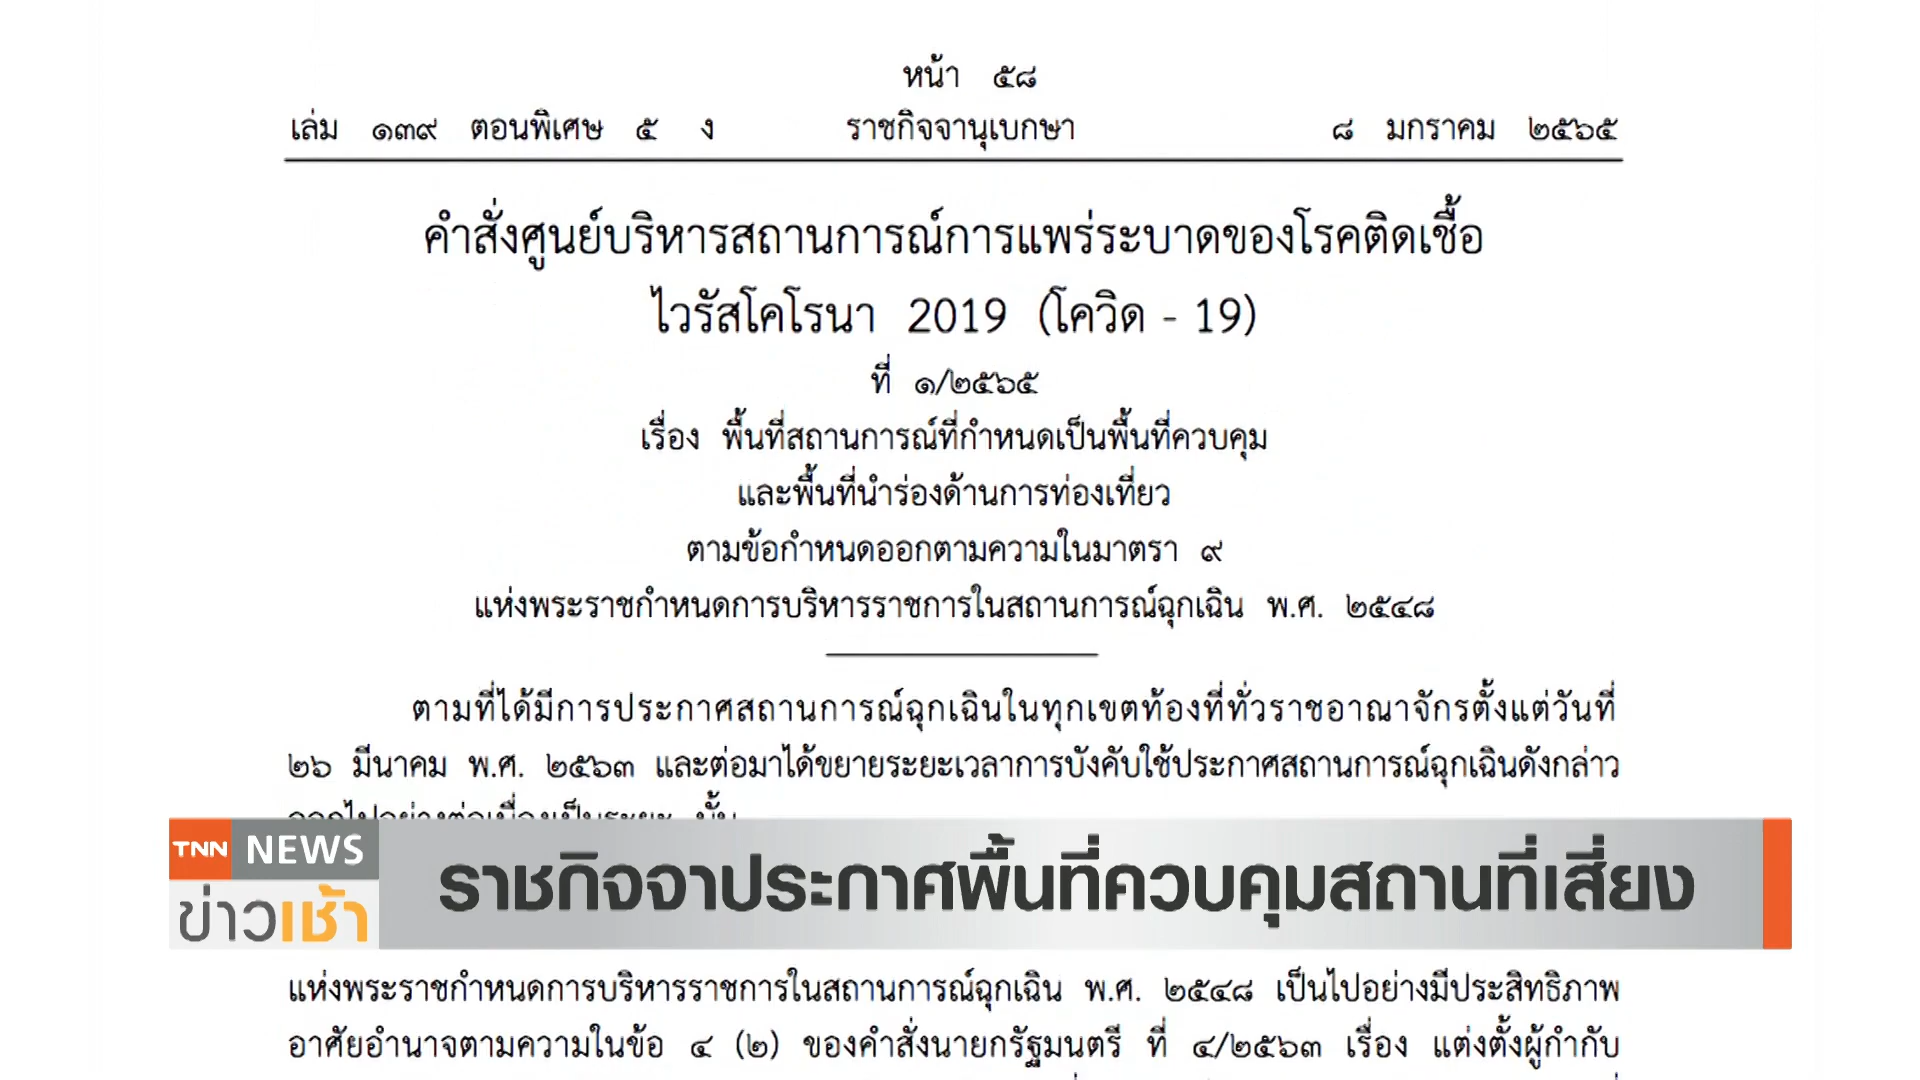 หน้า ๕๘
เล่ม ๑๓๙ ตอนพิเศษ ๕ ง ราชกิจจานุเบกษา ๘ มกราคม ๒๕๖๕
คำสั่งศูนย์บริหารสถานการณ์การแพร่ระบาดของโรคติดเชื้อ
ไวรัสโคโรนา 2019 (โควิด - 19)
ที่ ๑/๒๕๖๕
เรื่อง พื้นที่สถานการณ์ที่กำหนดเป็นพื้นที่ควบคุม
และพื้นที่นำร่องด้านการท่องเที่ยว
ตามข้อกำหนดออกตามความในมาตรา ๙
แห่งพระราชกำหนดการบริหารราชการในสถานการณ์ฉุกเฉิน พ.ศ. ๒๕๔๘
ตามที่ได้มีการประกาศสถานการณ์ฉุกเฉินในทุกเขตท้องที่ทั่วราชอาณาจักรตั้งแต่วันที่
๒๖ มีนาคม พ.ศ. ๒๕๖๓ และต่อมาได้ขยายระยะเวลาการบังคับใช้ประกาศสถานการณ์ฉุกเฉินดังกล่าว
ออกไปอย่างต่อเนื่องเป็นระยะ นั้น
TNN NEWS
ข่าวเช้า
ราชกิจจาประกาศพื้นที่ควบคุมสถานที่เสี่ยง
แห่งพระราชกำหนดการบริหารราชการในสถานการณ์ฉุกเฉิน พ.ศ. ๒๕๔๘ เป็นไปอย่างมีประสิทธิภาพ
อาศัยอำนาจตามความในข้อ ๔ (๒) ของคำสั่งนายกรัฐมนตรี ที่ ๔/๒๕๖๓ เรื่อง แต่งตั้งผู้กำกับ